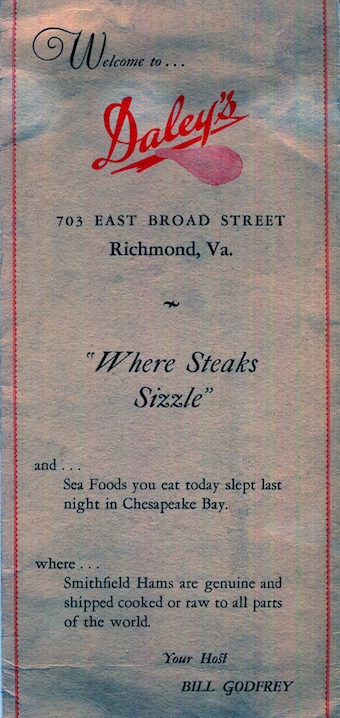 Welcome to...
Daley's
703 EAST BROAD STREET
Richmond, Va.
~
"Where Steaks
Sizzle"
and...
Sea Foods you eat today slept last
night in Chesapeake Bay.
where...
Smithfield Hams are genuine and
shipped cooked or raw to all parts
of the world.
Your Host
BILL GODFREY